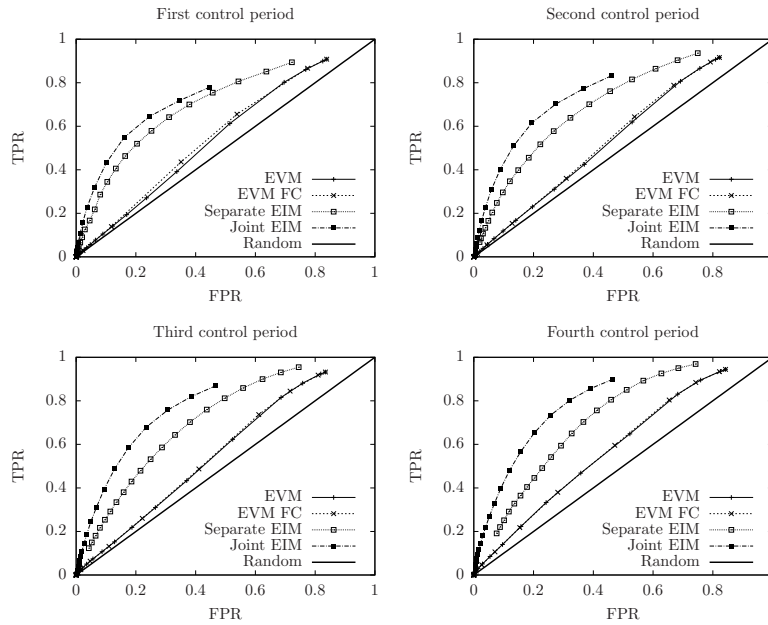 First control period
TPR
1
0.8
0.6
0.4
0.2
0
0
0.2
0.4
0.6
0.8
1
FPR
EVM
EVM FC
Separate EIM
Joint EIM
Random
Second control period
TPR
1
0.8
0.6
0.4
0.2
0
0
0.2
0.4
0.6
0.8
FPR
EVM
EVM FC
Separate EIM
Joint EIM
Random
Third control period
TPR
1
0.8
0.6
0.4
0.2
0
0
0.2
0.4
0.6
0.8
1
FPR
EVM
EVM FC
Separate EIM
Joint EIM
Random
Fourth control period
TPR
1
0.8
0.6
0.4
0.2
0
0
0.2
0.4
0.6
0.8
FPR
EVM
EVM FC
Separate EIM
Joint EIM
Random